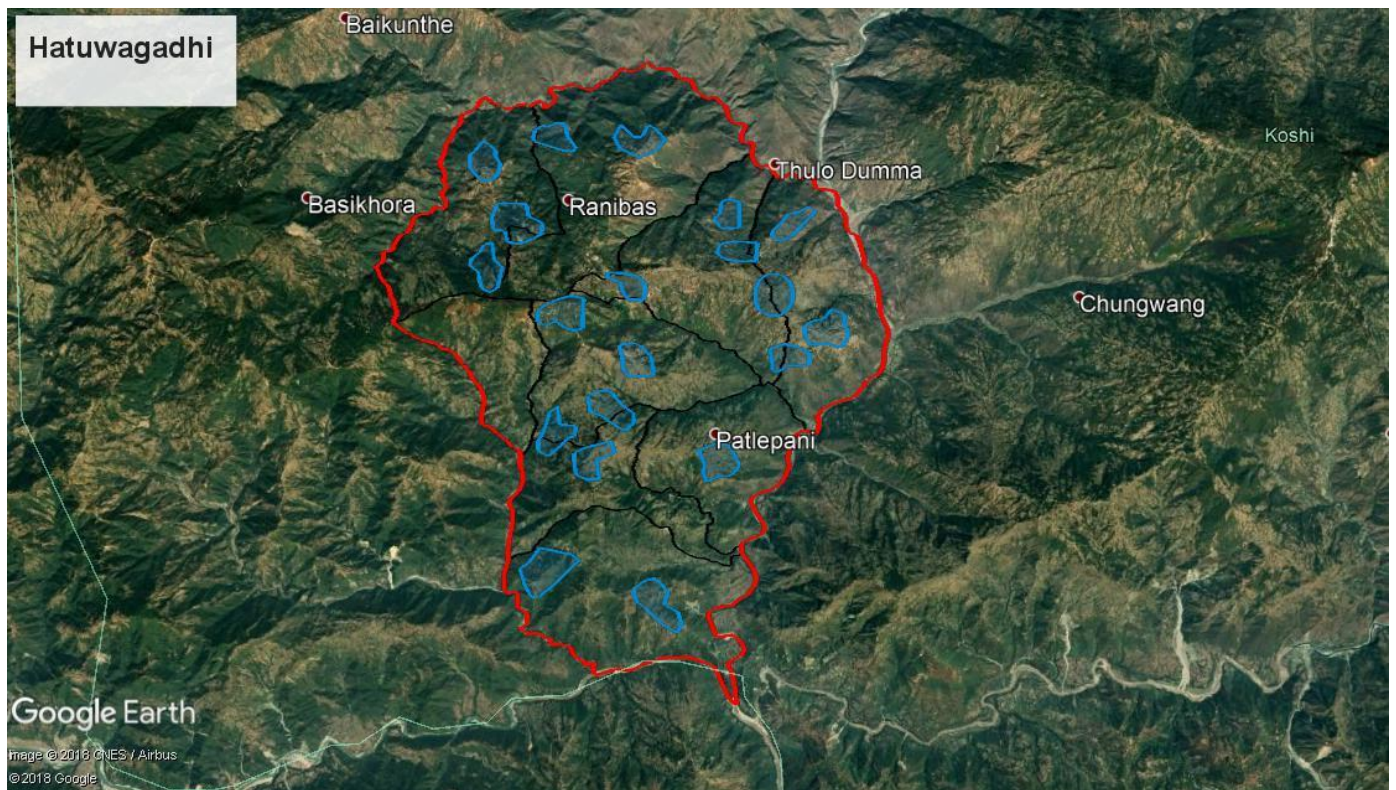 Hatuwagadhi
Baikunthe
Koshi
Thulo Dumma
Basikhora
Ranibas
Chungwang
Patlepani
Google Earth
Image © 2018 CNES / Airbus
© 2018 Google